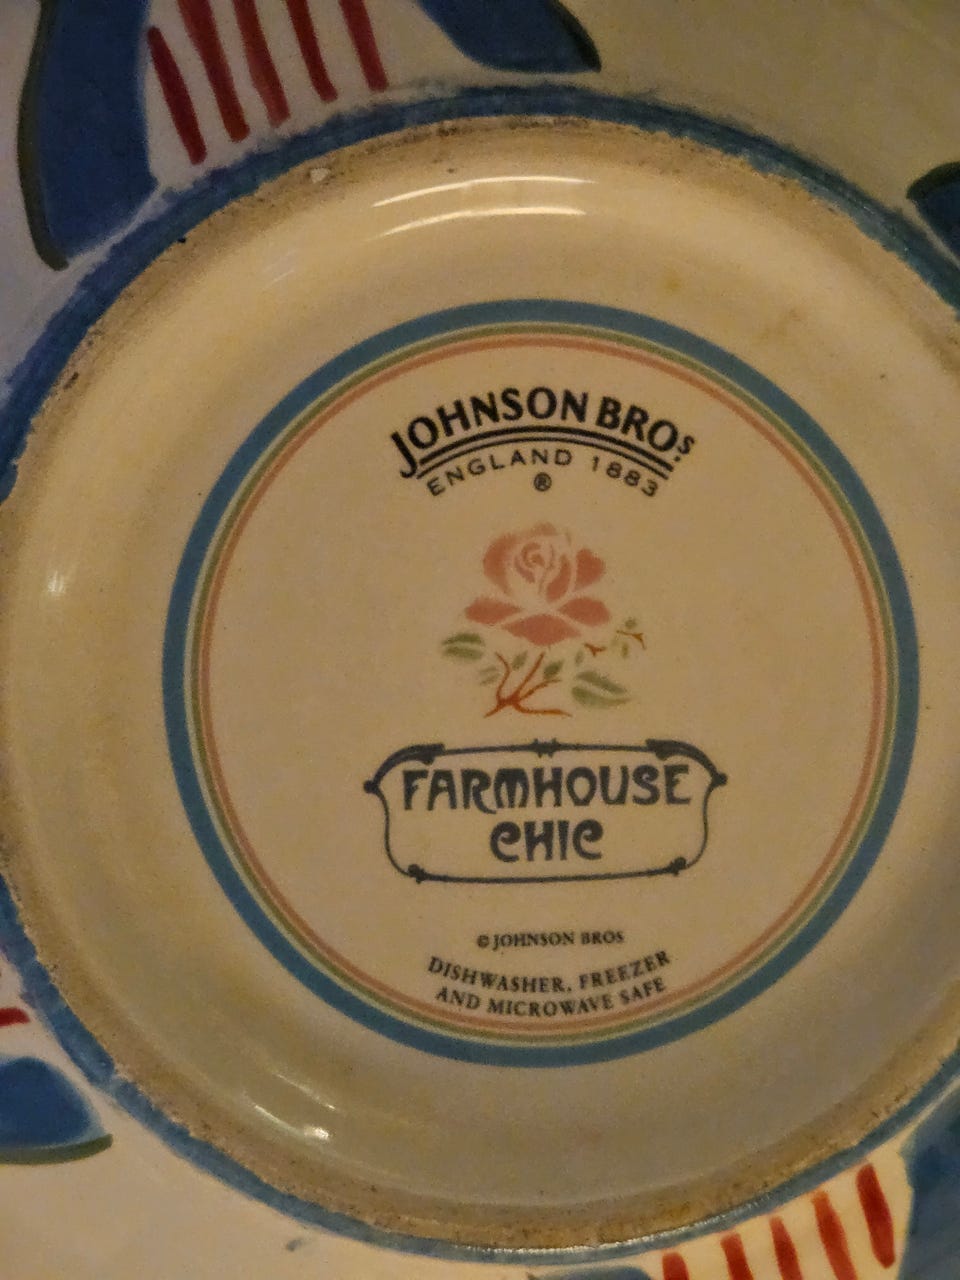 JOHNSON BROS.
ENGLAND 1883
®
FARMHOUSE
CHIC
© JOHNSON BROS
DISHWASHER, FREEZER
AND MICROWAVE SAFE